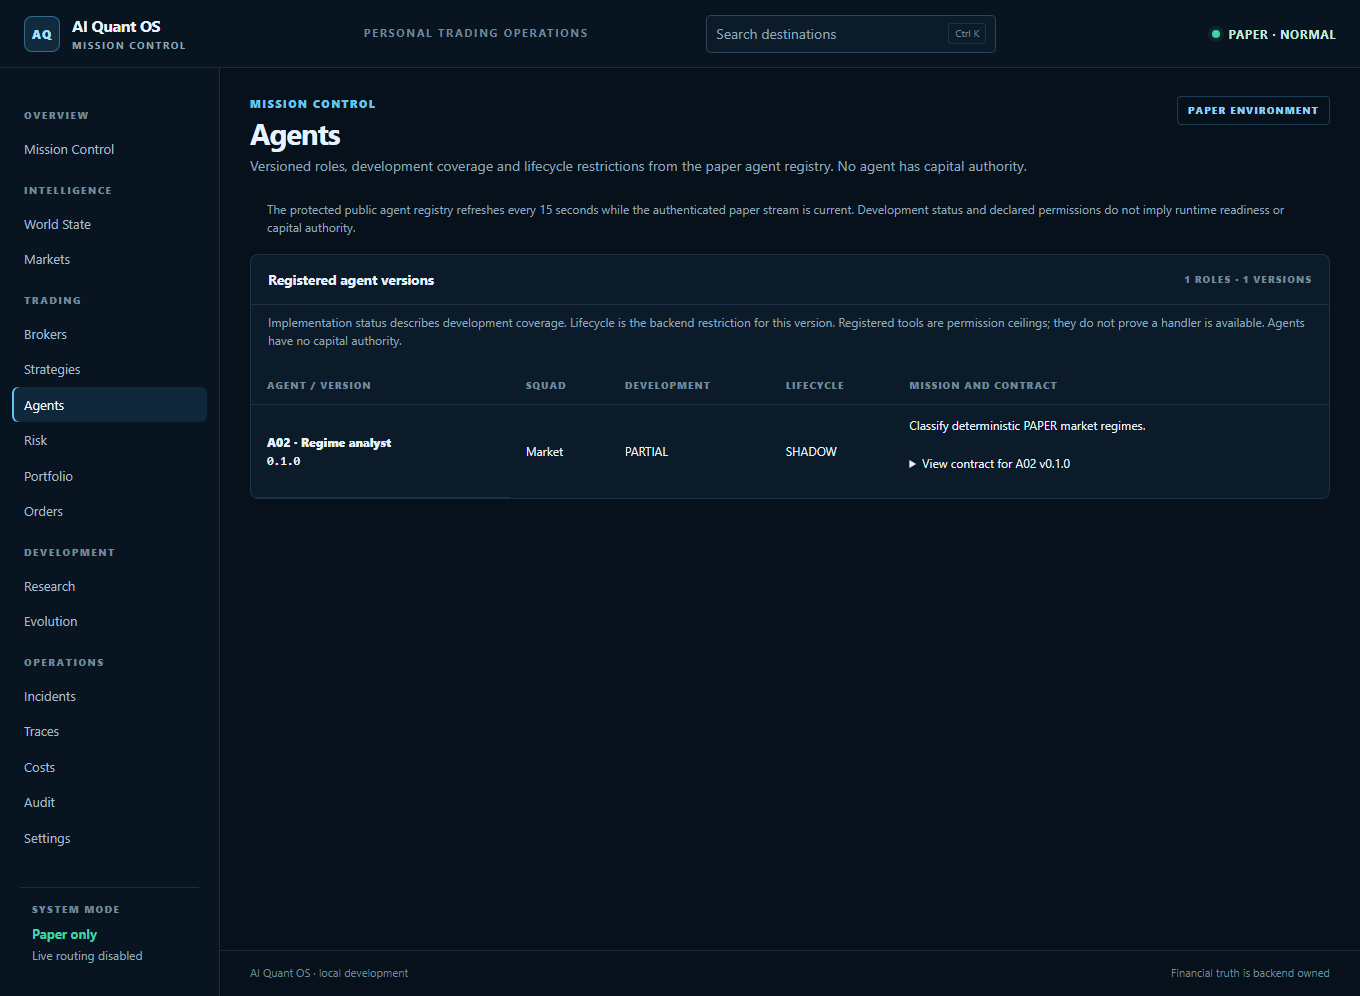 AQ
AI Quant OS
MISSION CONTROL
PERSONAL TRADING OPERATIONS
Search destinations
Ctrl K
PAPER · NORMAL
OVERVIEW
Mission Control
INTELLIGENCE
World State
Markets
TRADING
Brokers
Strategies
Agents
Risk
Portfolio
Orders
DEVELOPMENT
Research
Evolution
OPERATIONS
Incidents
Traces
Costs
Audit
Settings
SYSTEM MODE
Paper only
Live routing disabled
MISSION CONTROL
Agents
Versioned roles, development coverage and lifecycle restrictions from the paper agent registry. No agent has capital authority.
PAPER ENVIRONMENT
The protected public agent registry refreshes every 15 seconds while the authenticated paper stream is current. Development status and declared permissions do not imply runtime readiness or
capital authority.
Registered agent versions
1 ROLES · 1 VERSIONS
Implementation status describes development coverage. Lifecycle is the backend restriction for this version. Registered tools are permission ceilings; they do not prove a handler is available. Agents
have no capital authority.
AGENT / VERSION SQUAD DEVELOPMENT LIFECYCLE MISSION AND CONTRACT
A02 · Regime analyst
0.1.0
Market
PARTIAL
SHADOW
Classify deterministic PAPER market regimes.
View contract for A02 v0.1.0
AI Quant OS · local development
Financial truth is backend owned